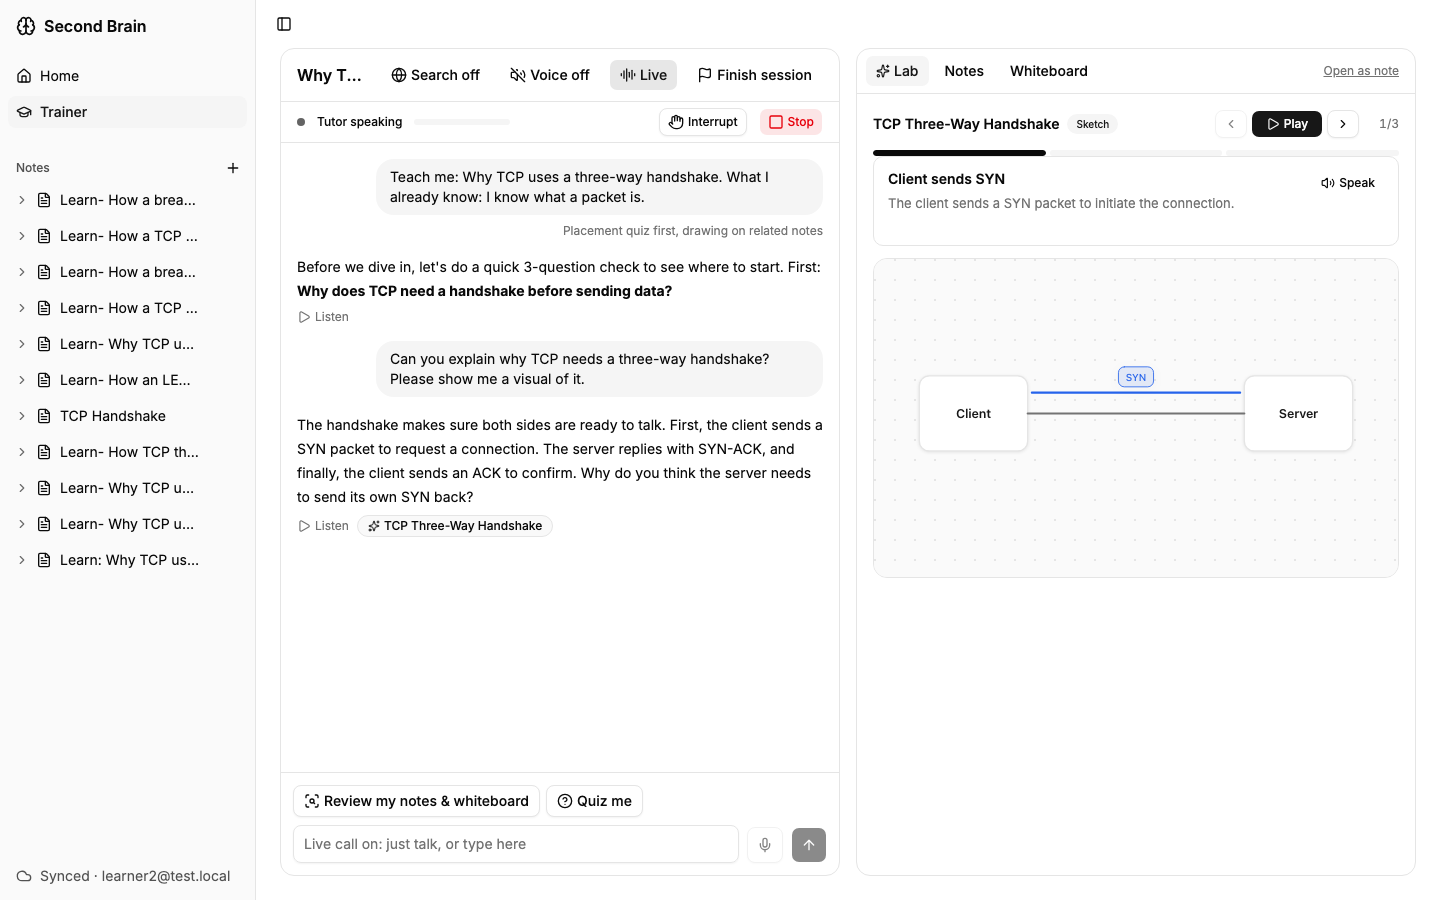 Second Brain
Home
Trainer
Notes
Learn- How a brea...
Learn- How a TCP ...
Learn- How a brea...
Learn- How a TCP ...
Learn- Why TCP u...
Learn- How an LE...
TCP Handshake
Learn- How TCP th...
Learn- Why TCP u...
Learn- Why TCP u...
Learn: Why TCP us...
Synced · learner2@test.local
Why T...
Search off
Voice off
Live
Finish session
Tutor speaking
Interrupt
Stop
Teach me: Why TCP uses a three-way handshake. What I
already know: I know what a packet is.
Placement quiz first, drawing on related notes
Before we dive in, let's do a quick 3-question check to see where to start. First:
Why does TCP need a handshake before sending data?
Listen
Can you explain why TCP needs a three-way handshake?
Please show me a visual of it.
The handshake makes sure both sides are ready to talk. First, the client sends a
SYN packet to request a connection. The server replies with SYN-ACK, and
finally, the client sends an ACK to confirm. Why do you think the server needs
to send its own SYN back?
Listen
TCP Three-Way Handshake
Review my notes & whiteboard
Quiz me
Live call on: just talk, or type here
Lab
Notes
Whiteboard
Open as note
TCP Three-Way Handshake
Sketch
Play
1/3
Client sends SYN
Speak
The client sends a SYN packet to initiate the connection.
SYN
Client
Server